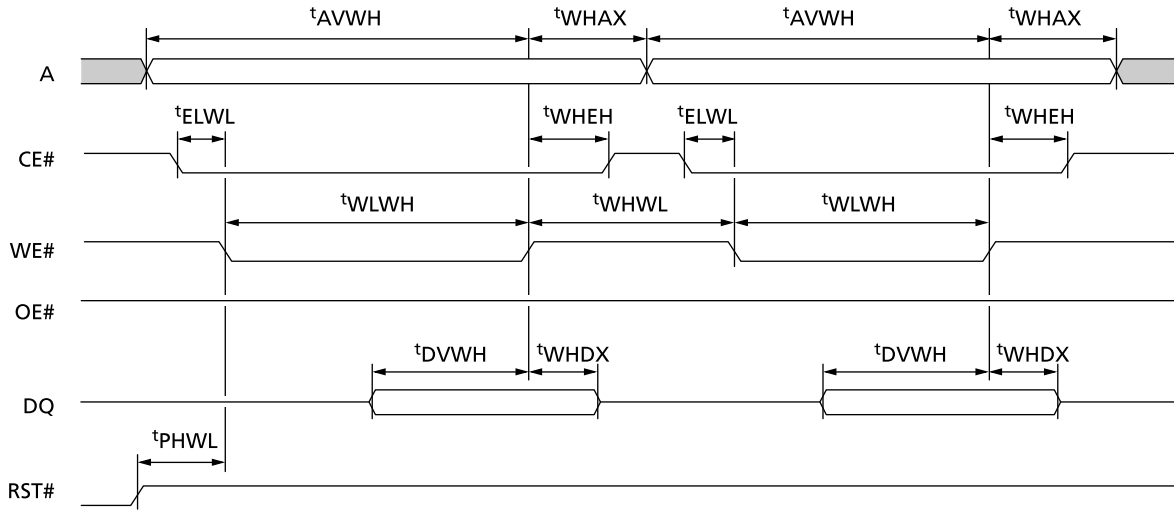 tAVWH tWHAX tAVWH tWHAX
A
tELWL tWHEH tELWL tWHEH
CE#
tWLWH tWHWL tWLWH
WE#
OE#
tDVWH tWHDX tDVWH tWHDX
DQ
tPHWL
RST#